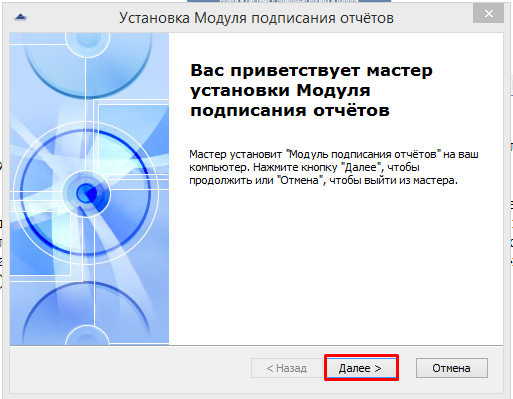 Установка Модуля подписания отчётов
Вас приветствует мастер
установки Модуля
подписания отчётов
Мастер установит "Модуль подписания отчётов" на ваш
компьютер. Нажмите кнопку "Далее", чтобы
продолжить или "Отмена", чтобы выйти из мастера.
< Назад
Далее >
Отмена